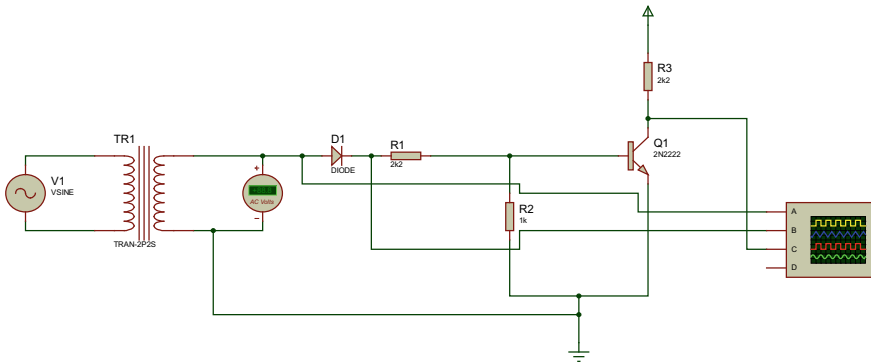 R3
2k2
TR1
D1
R1
Q1
2N2222
DIODE
2k2
V1
VSINE
AC Volts
R2
1k
A
B
C
D
TRAN-2P2S